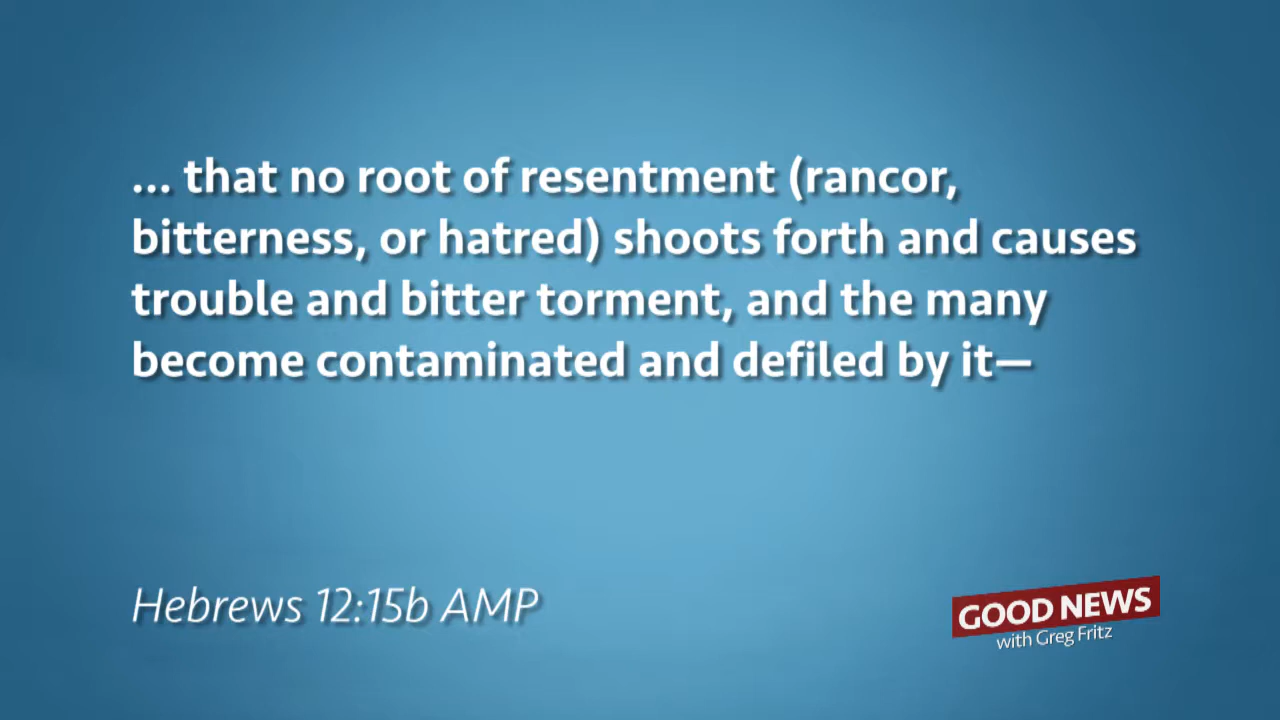 ... that no root of resentment (rancor,
bitterness, or hatred) shoots forth and causes
trouble and bitter torment, and the many
become contaminated and defiled by it—
Hebrews 12:15b AMP
GOOD NEWS
with Greg Fritz